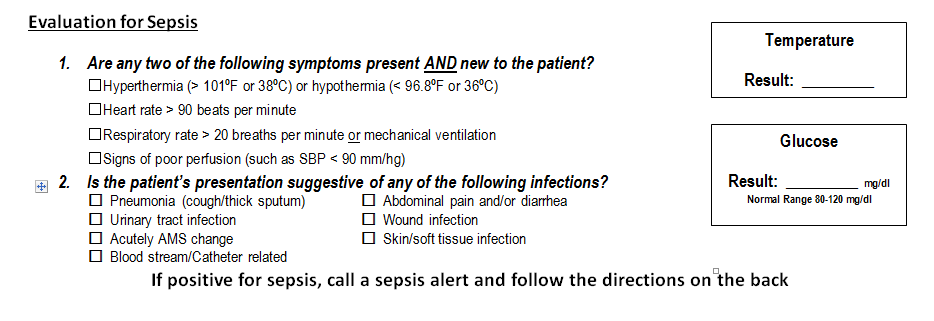 Evaluation for Sepsis
1. Are any two of the following symptoms present AND new to the patient?
☐Hyperthermia (> 101ºF or 38ºC) or hypothermia (< 96.8ºF or 36ºC)
☐Heart rate > 90 beats per minute
☐Respiratory rate > 20 breaths per minute or mechanical ventilation
☐Signs of poor perfusion (such as SBP < 90 mm/hg)
2. Is the patient's presentation suggestive of any of the following infections?
☐ Pneumonia (cough/thick sputum)
☐ Urinary tract infection
☐ Acutely AMS change
☐ Blood stream/Catheter related
☐ Abdominal pain and/or diarrhea
☐ Wound infection
☐ Skin/soft tissue infection
If positive for sepsis, call a sepsis alert and follow the directions on the back
Temperature
Result: _________
Glucose
Result: _________ mg/dl
Normal Range 80-120 mg/dl